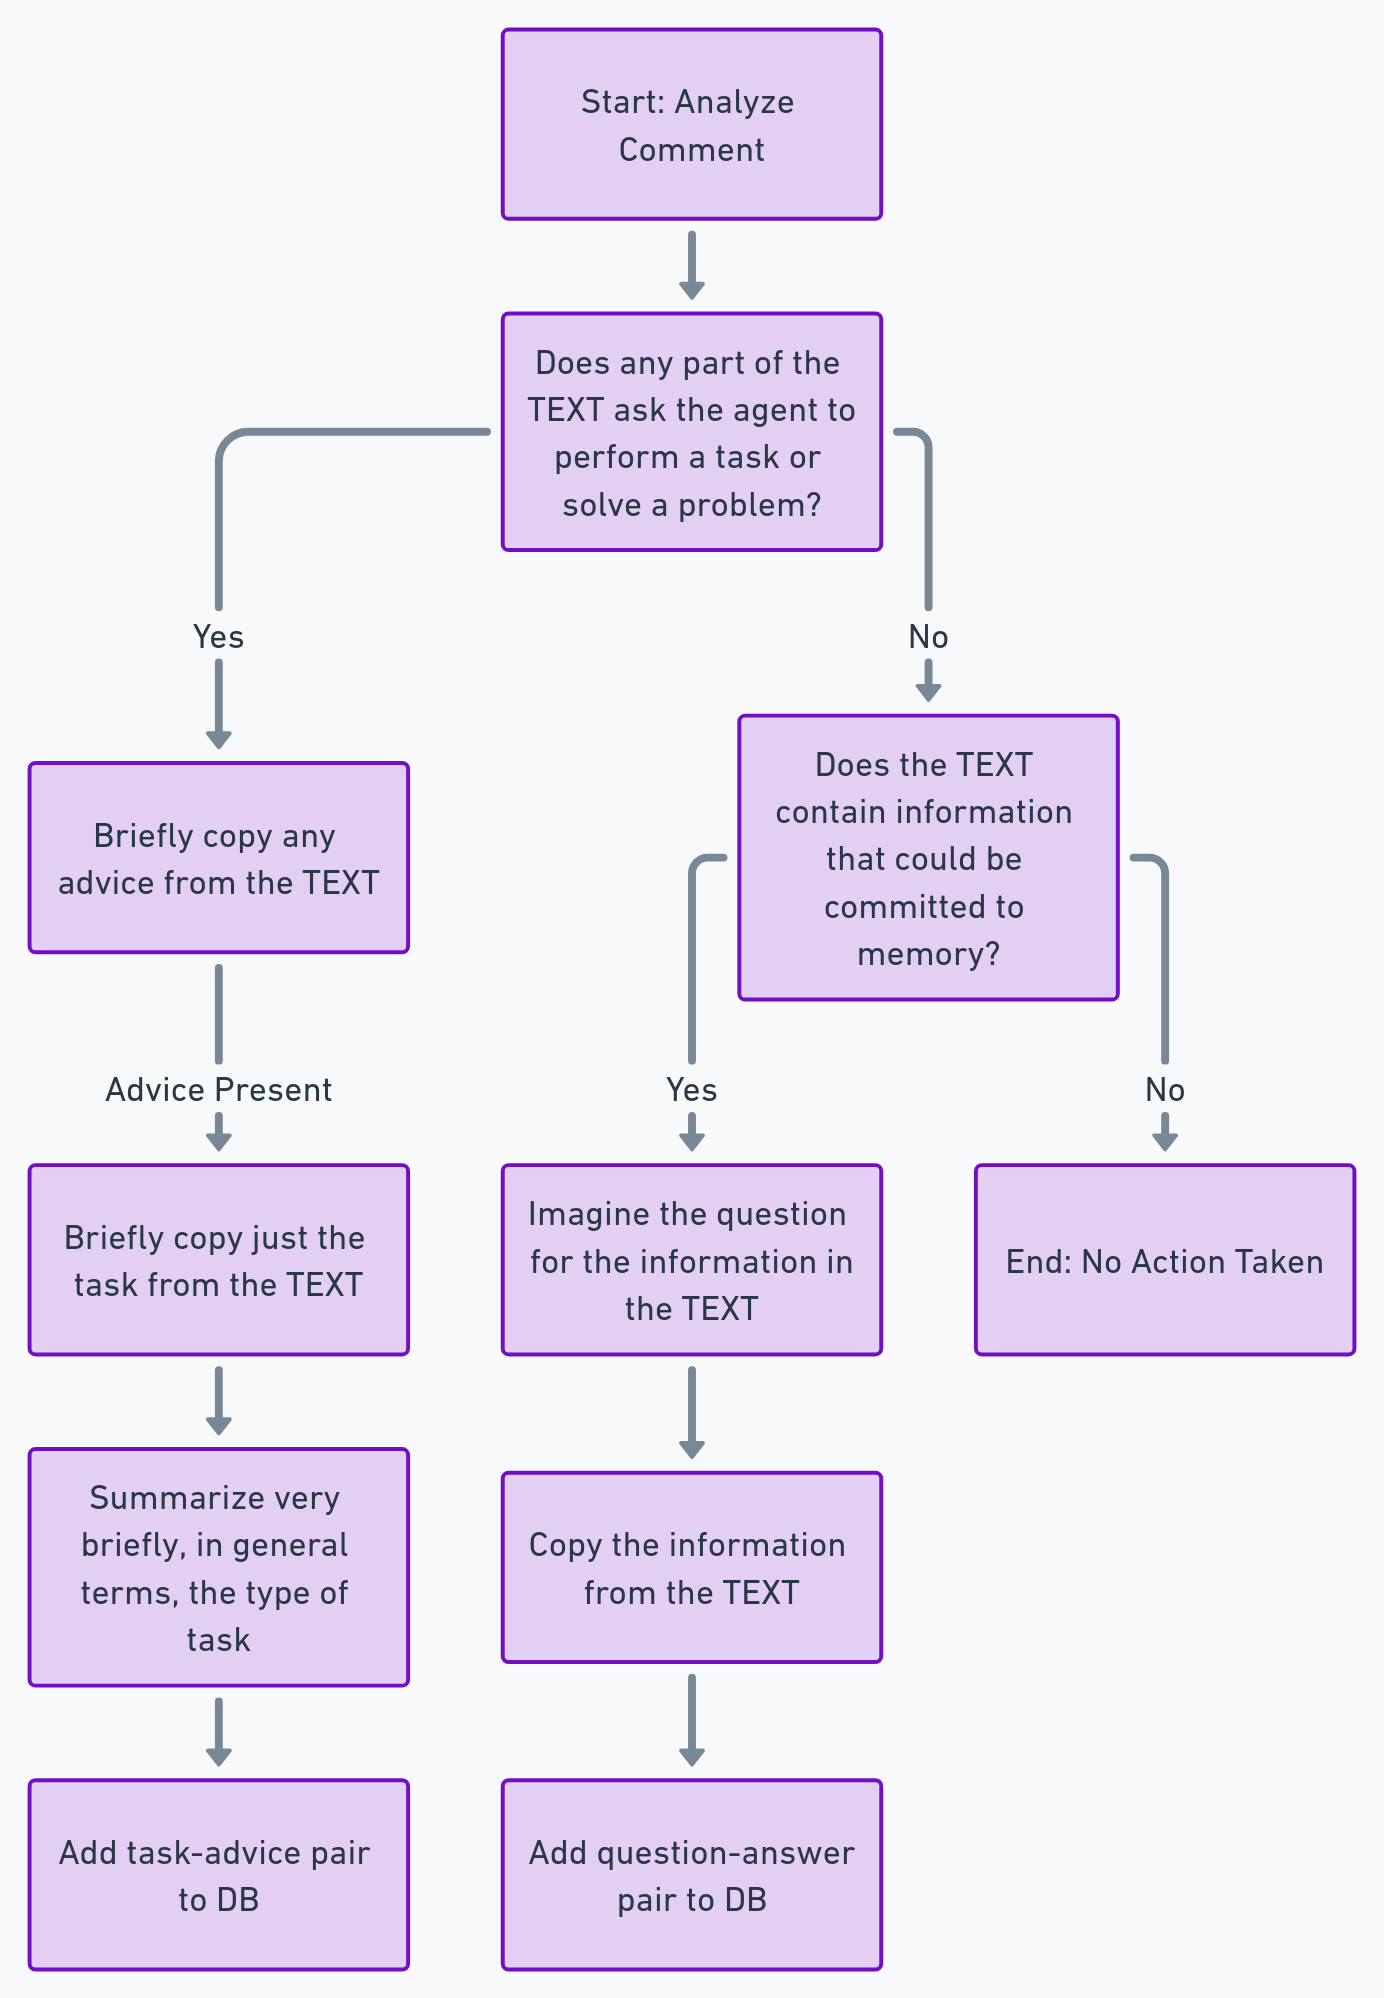 Start: Analyze
Comment
Does any part of the
TEXT ask the agent to
perform a task or
solve a problem?
Yes
No
Does the TEXT
contain information
that could be
committed to
memory?
Briefly copy any
advice from the TEXT
Advice Present
Yes
No
Briefly copy just the
task from the TEXT
Imagine the question
for the information in
the TEXT
End: No Action Taken
Summarize very
briefly, in general
terms, the type of
task
Copy the information
from the TEXT
Add task-advice pair
to DB
Add question-answer
pair to DB